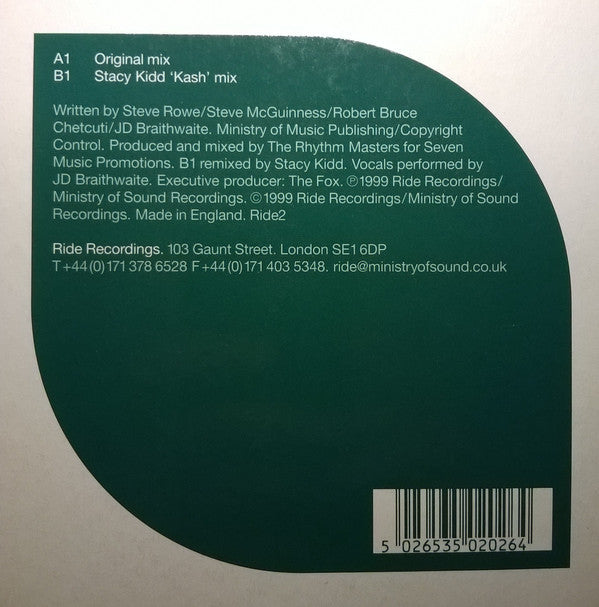 A1 Original mix
B1 Stacy Kidd ‘Kash’ mix
Written by Steve Rowe/Steve McGuinness/Robert Bruce
Chetcuti/JD Braithwaite. Ministry of Music Publishing/Copyright
Control. Produced and mixed by The Rhythm Masters for Seven
Music Promotions. B1 remixed by Stacy Kidd. Vocals performed by
JD Braithwaite. Executive producer: The Fox. ℗1999 Ride Recordings/
Ministry of Sound Recordings. ©1999 Ride Recordings/Ministry of Sound
Recordings. Made in England. Ride2
Ride Recordings. 103 Gaunt Street. London SE1 6DP
T+44(0)171 378 6528 F+44(0)171 403 5348. ride@ministryofsound.co.uk
5 026535 020264